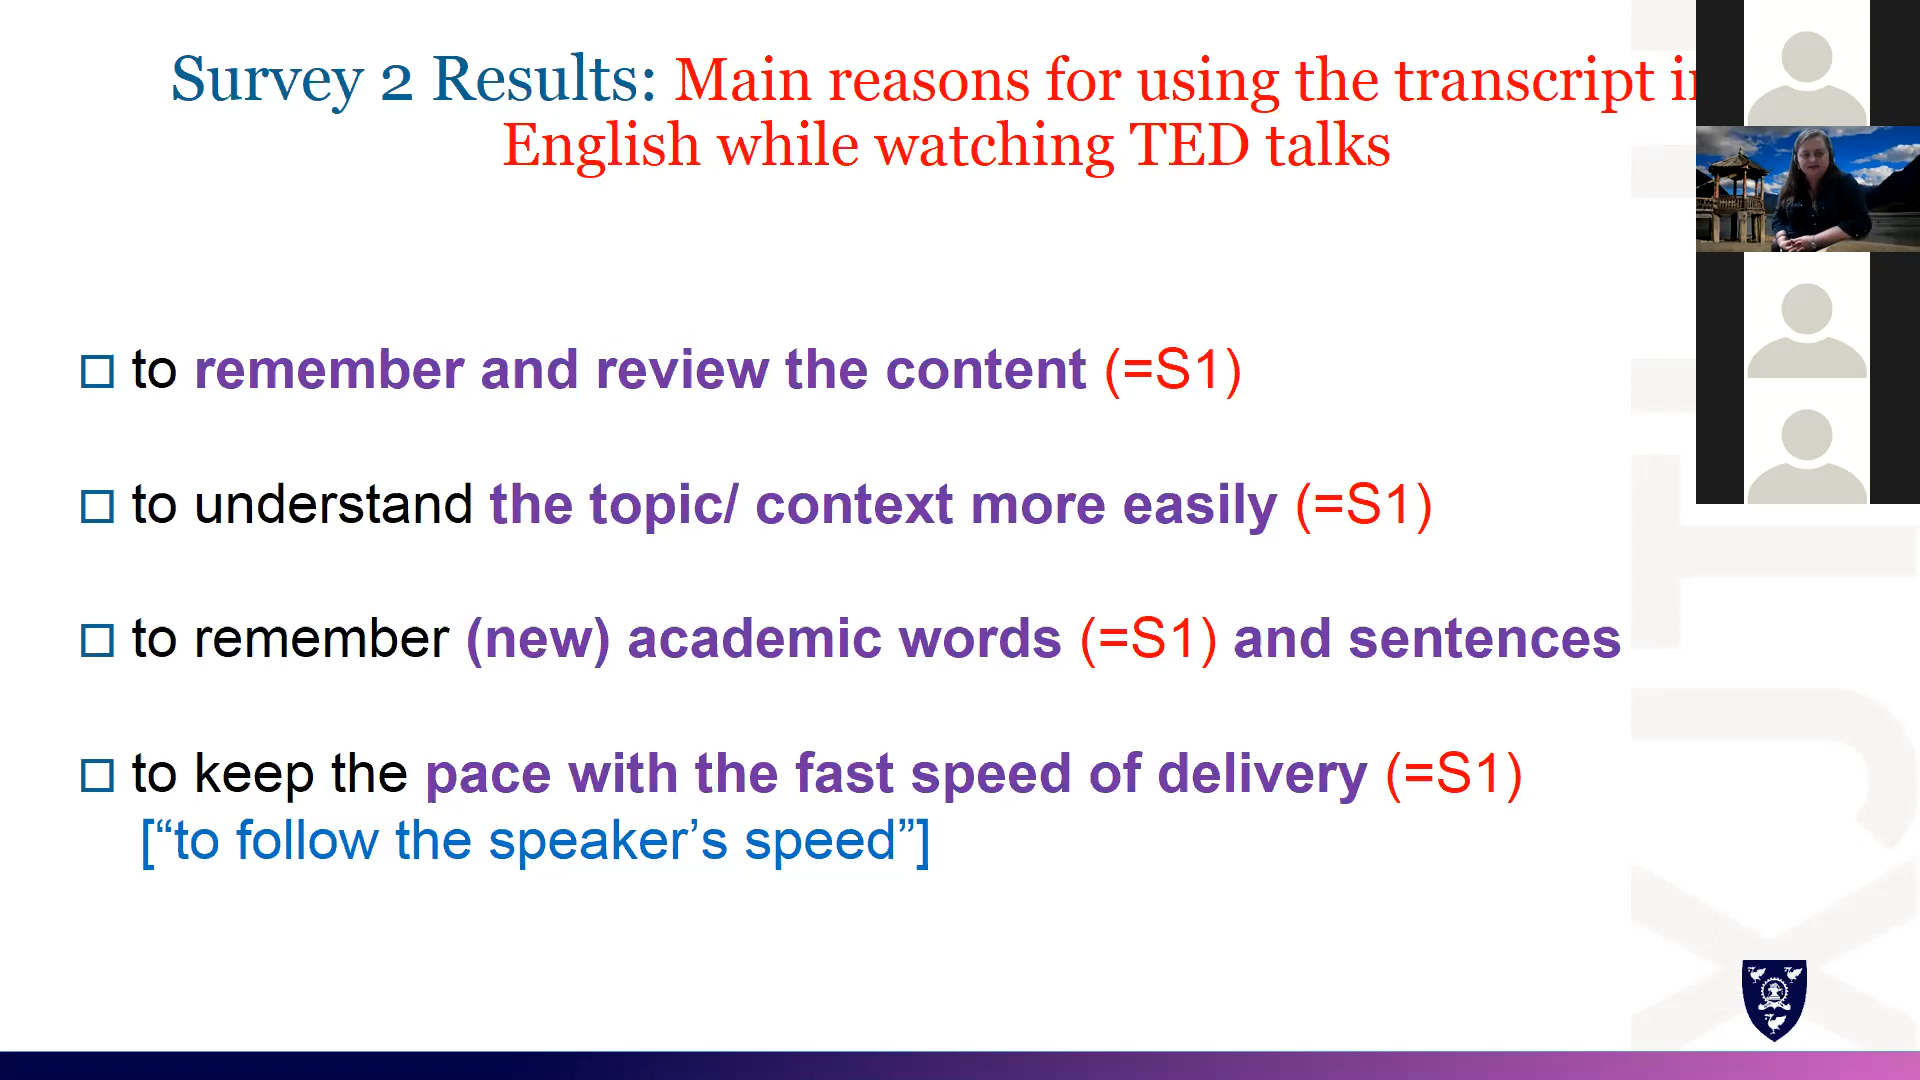 Survey 2 Results: Main reasons for using the transcript in
English while watching TED talks
to remember and review the content (=S1)
to understand the topic/ context more easily (=S1)
to remember (new) academic words (=S1) and sentences
to keep the pace with the fast speed of delivery (=S1)
[“to follow the speaker’s speed”]